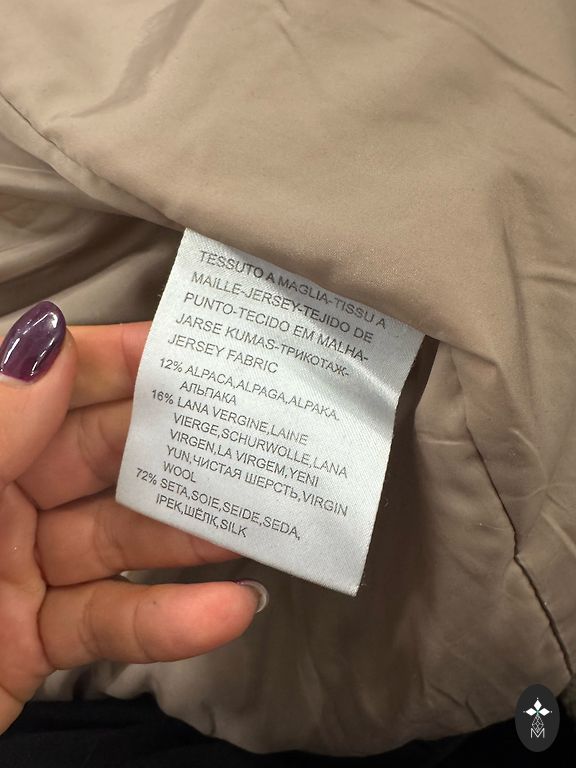 TESSUTO A MAGLIA-TISSU A
MAILLE-JERSEY-TEJIDO DE
PUNTO-TECIDO EM MALHA-
JARSE KUMAS-ТРИКОТАЖ-
JERSEY FABRIC
12% ALPACA,ALPAGA,ALPAKA.
АЛЬПАКА
16% LANA VERGINE,LAINE
VIERGE,SCHURWOLLE,LANA
VIRGEN,LA VIRGEM,YENI
YUN,ЧИСТАЯ ШЕРСТЬ,VIRGIN
WOOL
72% SETA,SOIE,SEIDE,SEDA,
IPEK,ШЁЛК,SILK
M